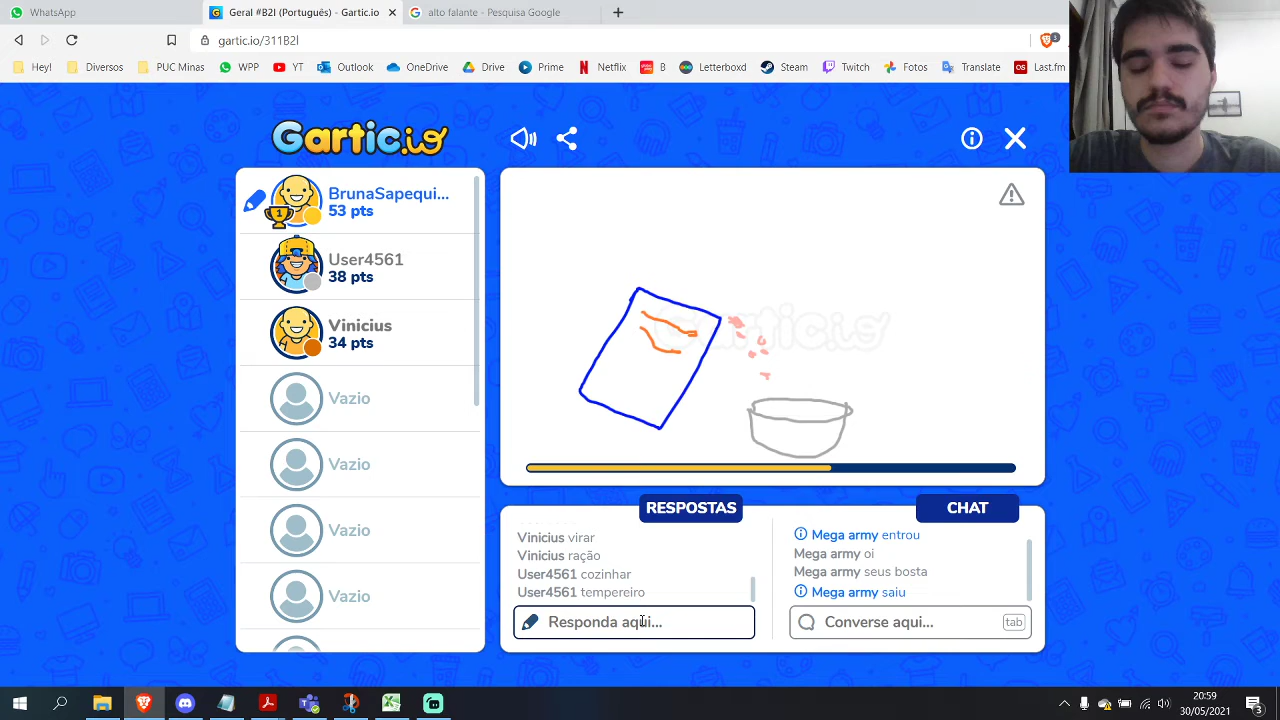 WhatsApp
Geral #B2I (Português) - Gartic.io
alto falante - Pesquisa Google
gartic.io/311B2I
3
Hey!
Diversos
PUC Minas
WPP
YT
Outlook
OneDrive
Drive
Prime
Netflix
B
Letterboxd
Steam
Twitch
Fotos
Translate
Last.fm
Gartic.io
BrunaSapequi...
53 pts
User4561
38 pts
Vinicius
34 pts
Vazio
Vazio
Vazio
Vazio
Gartic.io
RESPOSTAS
Vinicius virar
Vinicius ração
User4561 cozinhar
User4561 tempereiro
Responda aqui...
CHAT
Mega army entrou
Mega army oi
Mega army seus bosta
Mega army saiu
Converse aqui...
tab
20:59
30/05/2021
3